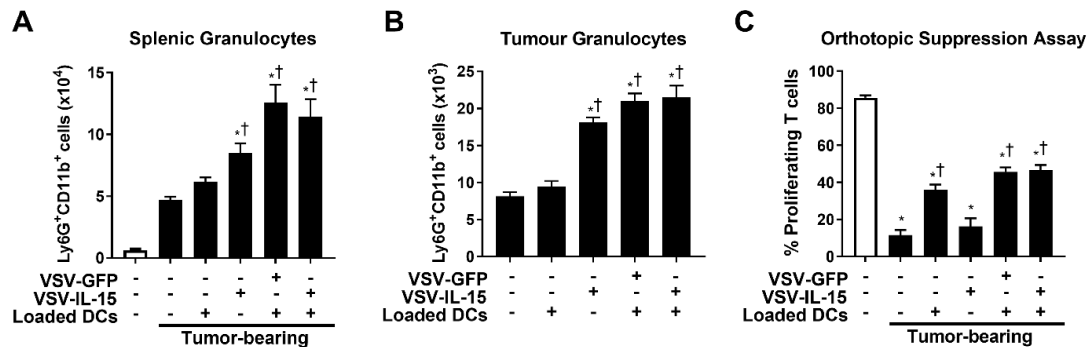 A
Splenic Granulocytes
Ly6G⁺CD11b⁺ cells (x10⁴)
15
10
5
0
*† *† *†
VSV-GFP - - - - + -
VSV-IL-15 - - - + - +
Loaded DCs - - + - + +
Tumor-bearing
B
Tumour Granulocytes
Ly6G⁺CD11b⁺ cells (x10³)
25
20
15
10
5
0
*† *† *†
VSV-GFP - - - + -
VSV-IL-15 - - + - +
Loaded DCs - + - + +
C
Orthotopic Suppression Assay
% Proliferating T cells
100
80
60
40
20
0
* *† * *† *†
VSV-GFP - - - - + -
VSV-IL-15 - - - + - +
Loaded DCs - - + - + +
Tumor-bearing